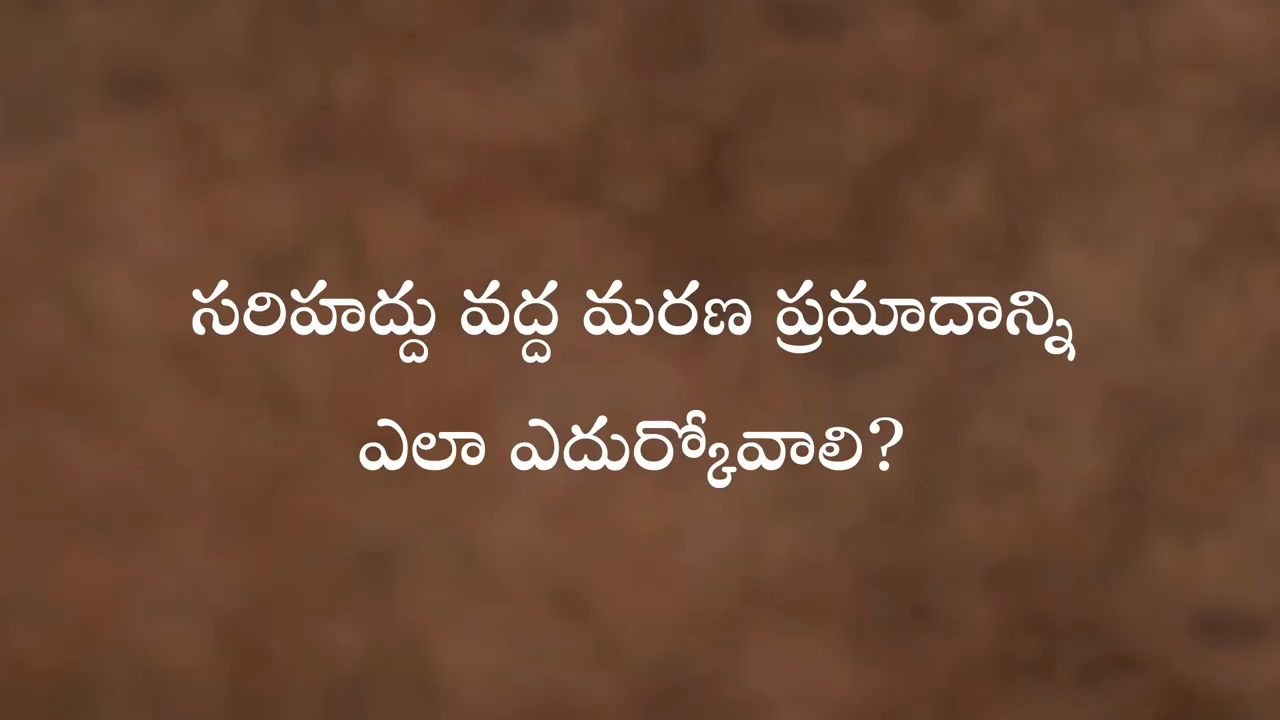 సరిహద్దు వద్ద మరణ ప్రమాదాన్ని
ఎలా ఎదుర్కోవాలి?